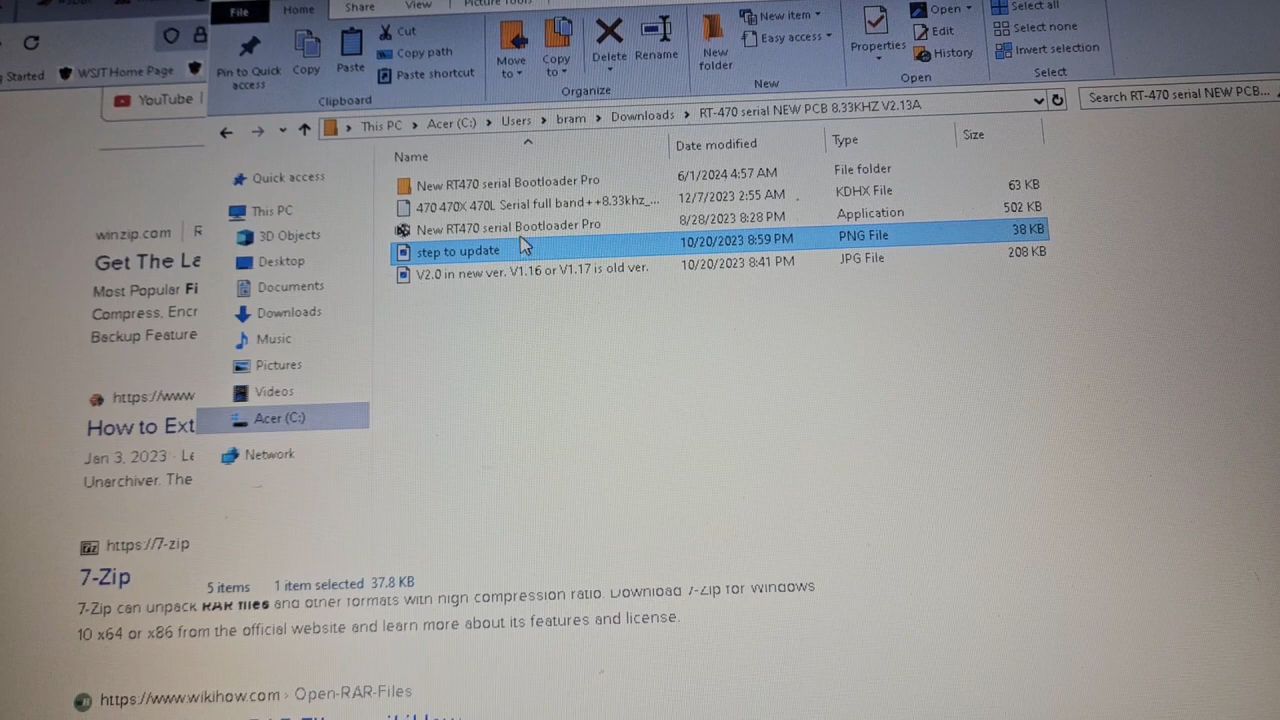 File
Home
Share
View
Picture Tools
Pin to Quick access
Copy
Paste
Cut
Copy path
Paste shortcut
Clipboard
Move to
Copy to
Delete
Rename
Organize
New folder
New item
Easy access
New
Properties
Open
Edit
History
Open
Select all
Select none
Invert selection
Select
Started
WSJT Home Page
YouTube
This PC > Acer (C:) > Users > bram > Downloads > RT-470 serial NEW PCB 8.33KHZ V2.13A
Search RT-470 serial NEW PCB...
Name Date modified Type Size
New RT470 serial Bootloader Pro 6/1/2024 4:57 AM File folder
470 470X 470L Serial full band++8.33khz_... 12/7/2023 2:55 AM KDHX File 63 KB
New RT470 serial Bootloader Pro 8/28/2023 8:28 PM Application 502 KB
step to update 10/20/2023 8:59 PM PNG File 38 KB
V2.0 in new ver. V1.16 or V1.17 is old ver. 10/20/2023 8:41 PM JPG File 208 KB
Quick access
This PC
3D Objects
Desktop
Documents
Downloads
Music
Pictures
Videos
Acer (C:)
Network
5 items 1 item selected 37.8 KB
winzip.com
Get The La
Most Popular Fi
Compress, Encr
Backup Feature
https://www
How to Ext
Jan 3, 2023 · Le
Unarchiver. The
https://7-zip
7-Zip
7-Zip can unpack RAR files and other formats with high compression ratio. Download 7-Zip for Windows
10 x64 or x86 from the official website and learn more about its features and license.
https://www.wikihow.com › Open-RAR-Files